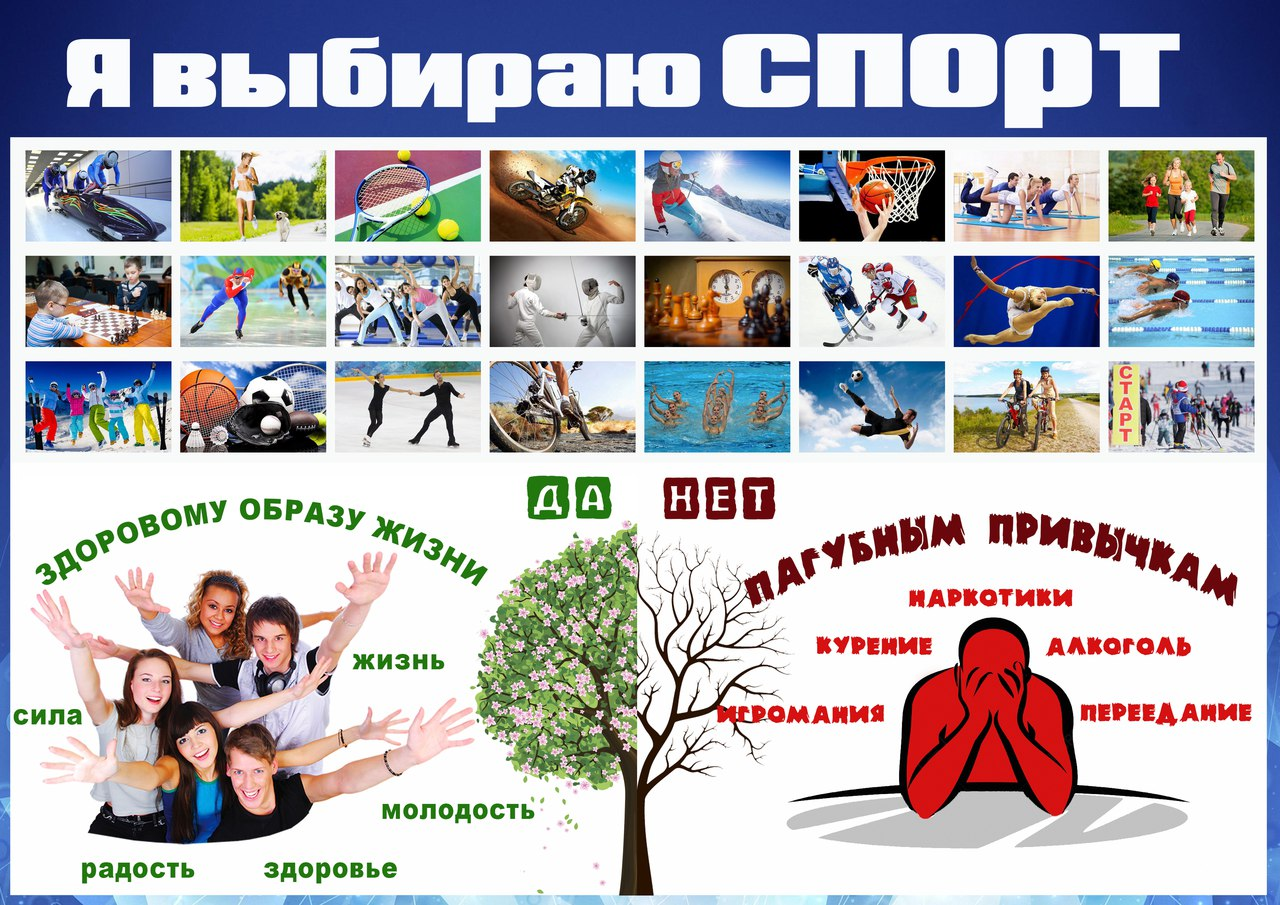 Я выбираю СПОРТ
СТАРТ
ДА НЕТ
ЗДОРОВОМУ ОБРАЗУ ЖИЗНИ
ПАГУБНЫМ ПРИВЫЧКАМ
НАРКОТИКИ
КУРЕНИЕ
АЛКОГОЛЬ
ИГРОМАНИЯ
ПЕРЕЕДАНИЕ
жизнь
сила
молодость
радость
здоровье